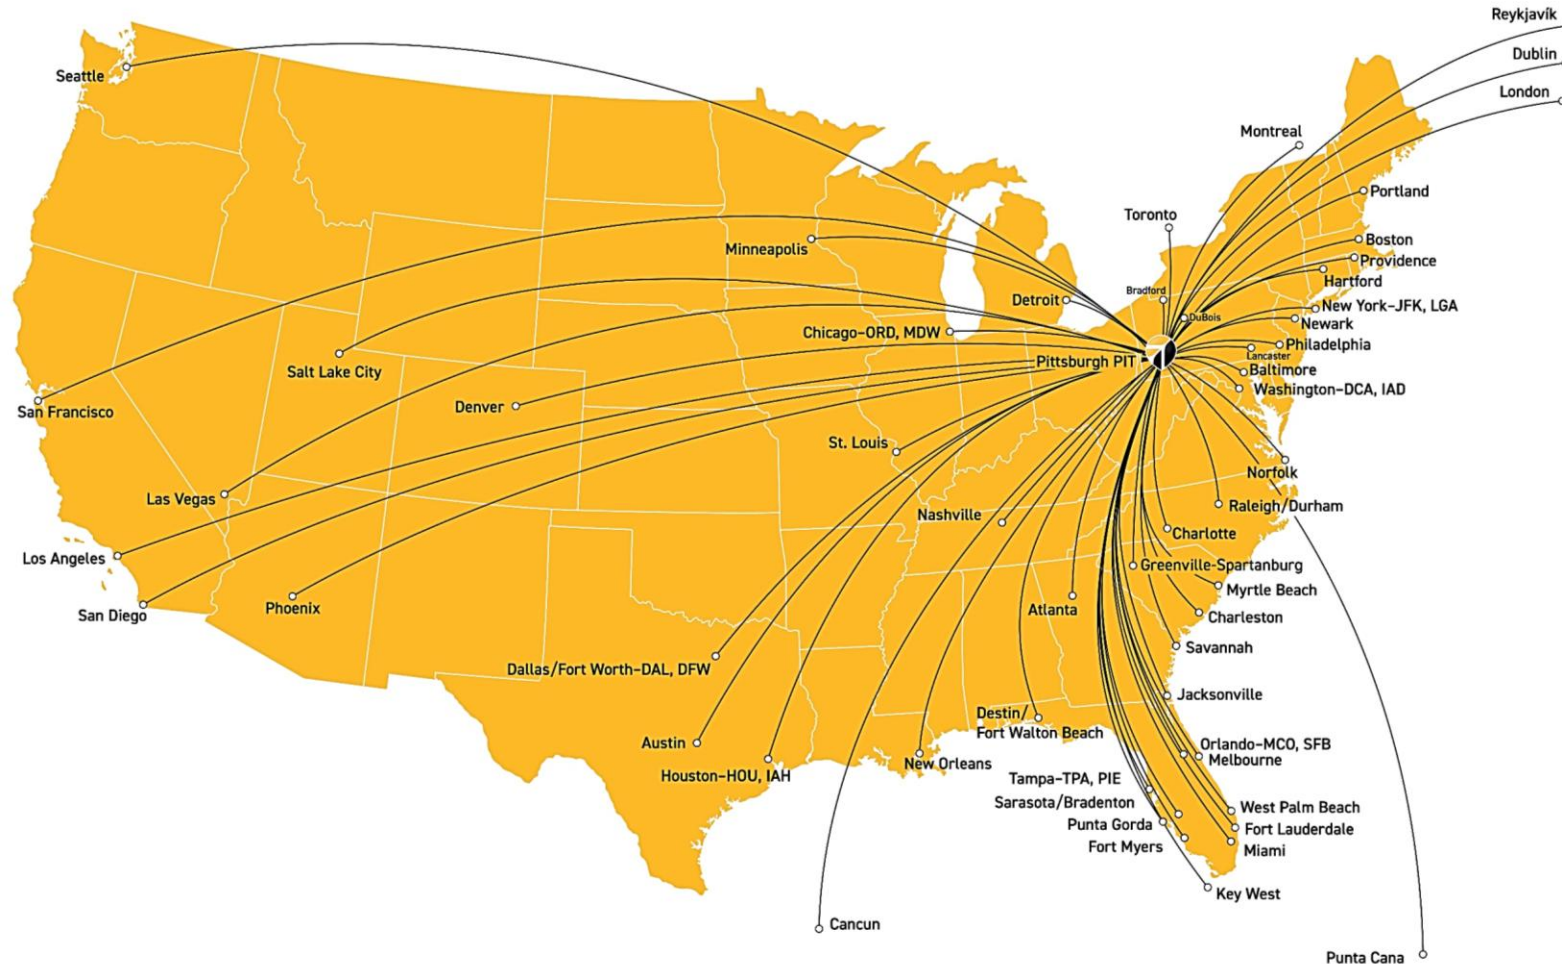 Reykjavík
Dublin
Seattle
London
Montreal
Portland
Toronto
Boston
Minneapolis
Providence
Hartford
Bradford
Detroit
New York–JFK, LGA
DuBois
Newark
Chicago–ORD, MDW
Philadelphia
Lancaster
Pittsburgh PIT
Baltimore
Salt Lake City
Washington–DCA, IAD
San Francisco
Denver
St. Louis
Norfolk
Las Vegas
Raleigh/Durham
Nashville
Charlotte
Los Angeles
Greenville-Spartanburg
Myrtle Beach
Phoenix
Atlanta
San Diego
Charleston
Savannah
Dallas/Fort Worth–DAL, DFW
Jacksonville
Destin/
Fort Walton Beach
Austin
Orlando–MCO, SFB
Melbourne
New Orleans
Houston–HOU, IAH
Tampa–TPA, PIE
Sarasota/Bradenton
West Palm Beach
Punta Gorda
Fort Lauderdale
Fort Myers
Miami
Key West
Cancun
Punta Cana